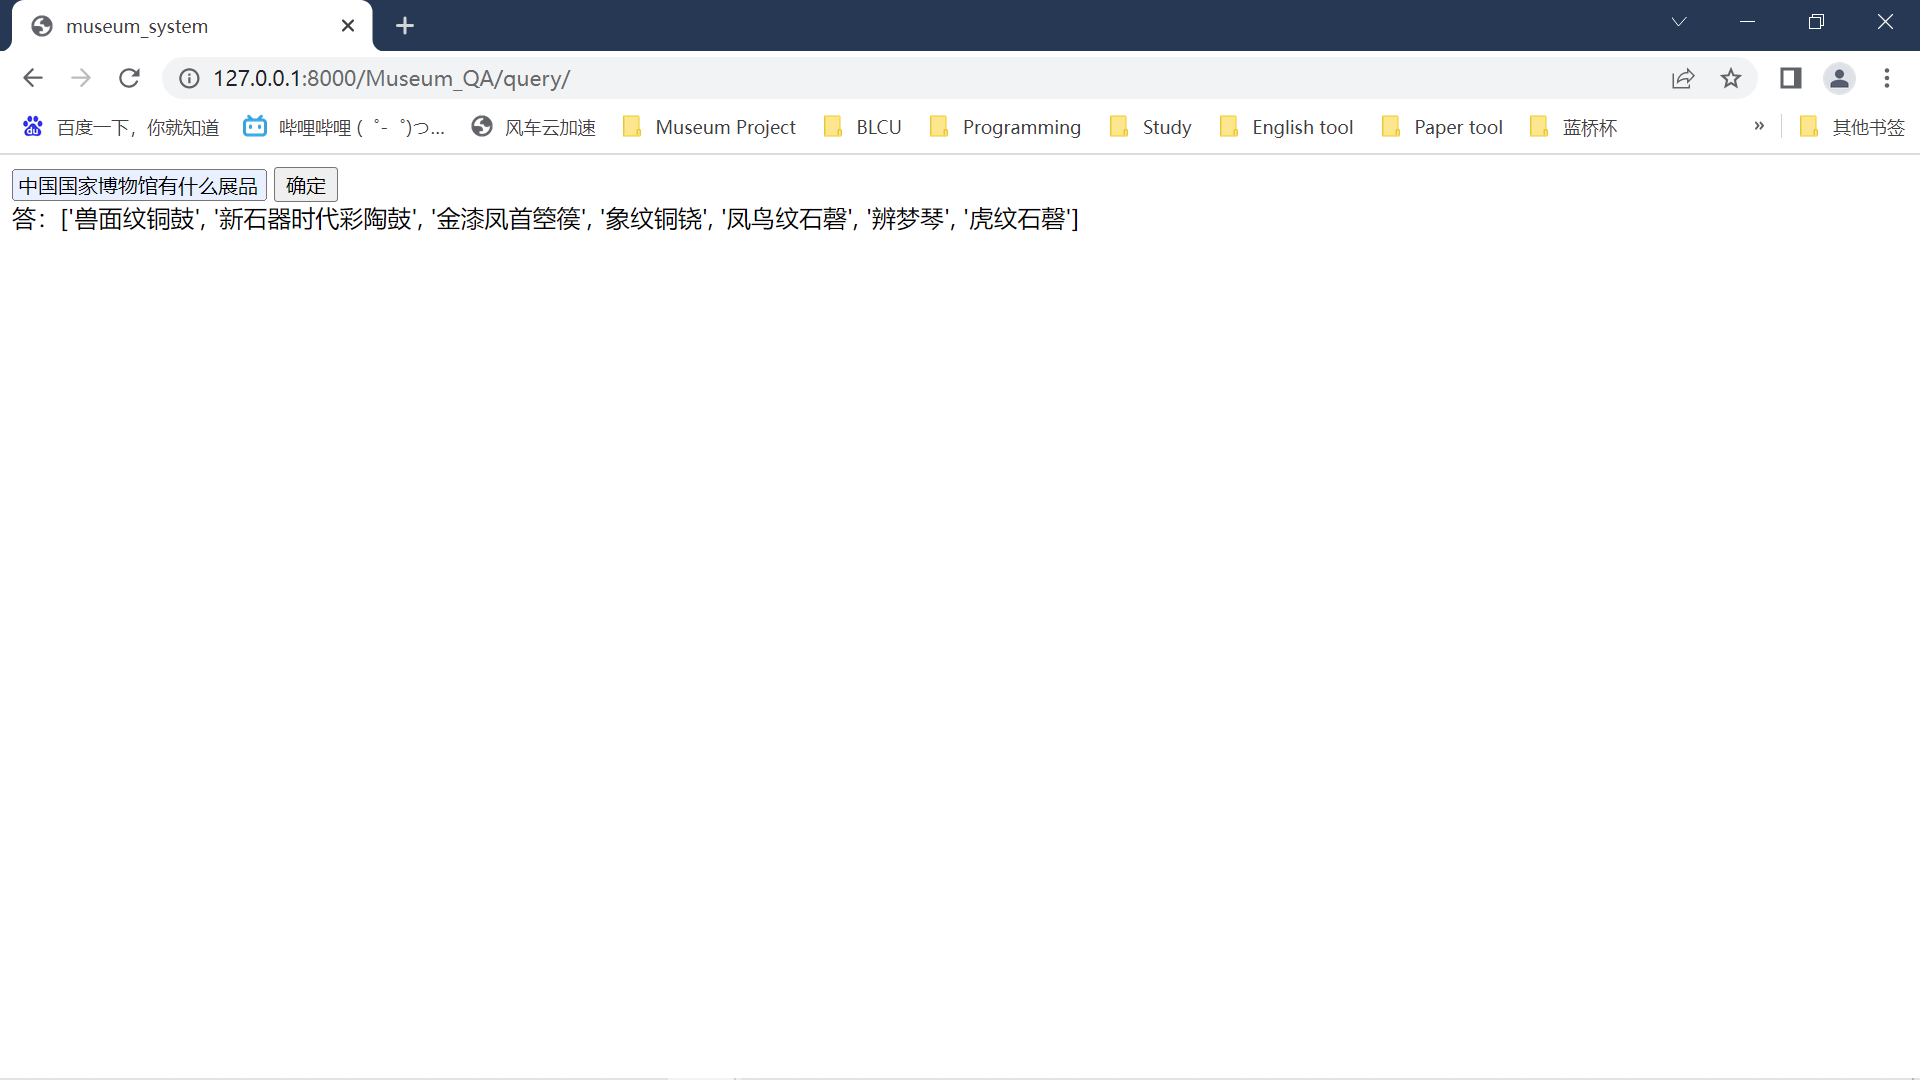 museum_system
127.0.0.1:8000/Museum_QA/query/
百度一下，你就知道 哔哩哔哩 (゜-゜)つ... 风车云加速 Museum Project BLCU Programming Study English tool Paper tool 蓝桥杯 » 其他书签
中国国家博物馆有什么展品 确定
答：['兽面纹铜鼓', '新石器时代彩陶鼓', '金漆凤首箜篌', '象纹铜铙', '凤鸟纹石磬', '辨梦琴', '虎纹石磬']